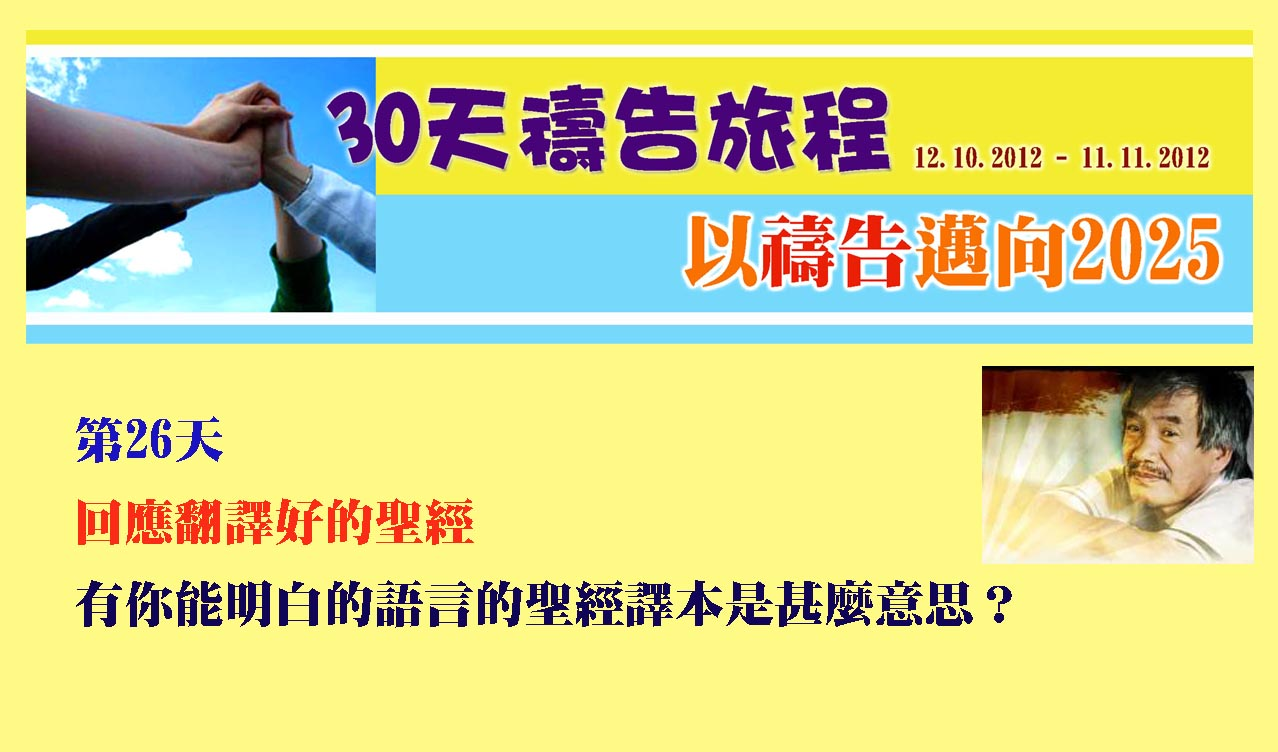 30天禱告旅程
12.10.2012 - 11.11.2012
以禱告邁向2025
第26天
回應翻譯好的聖經
有你能明白的語言的聖經譯本是甚麼意思？